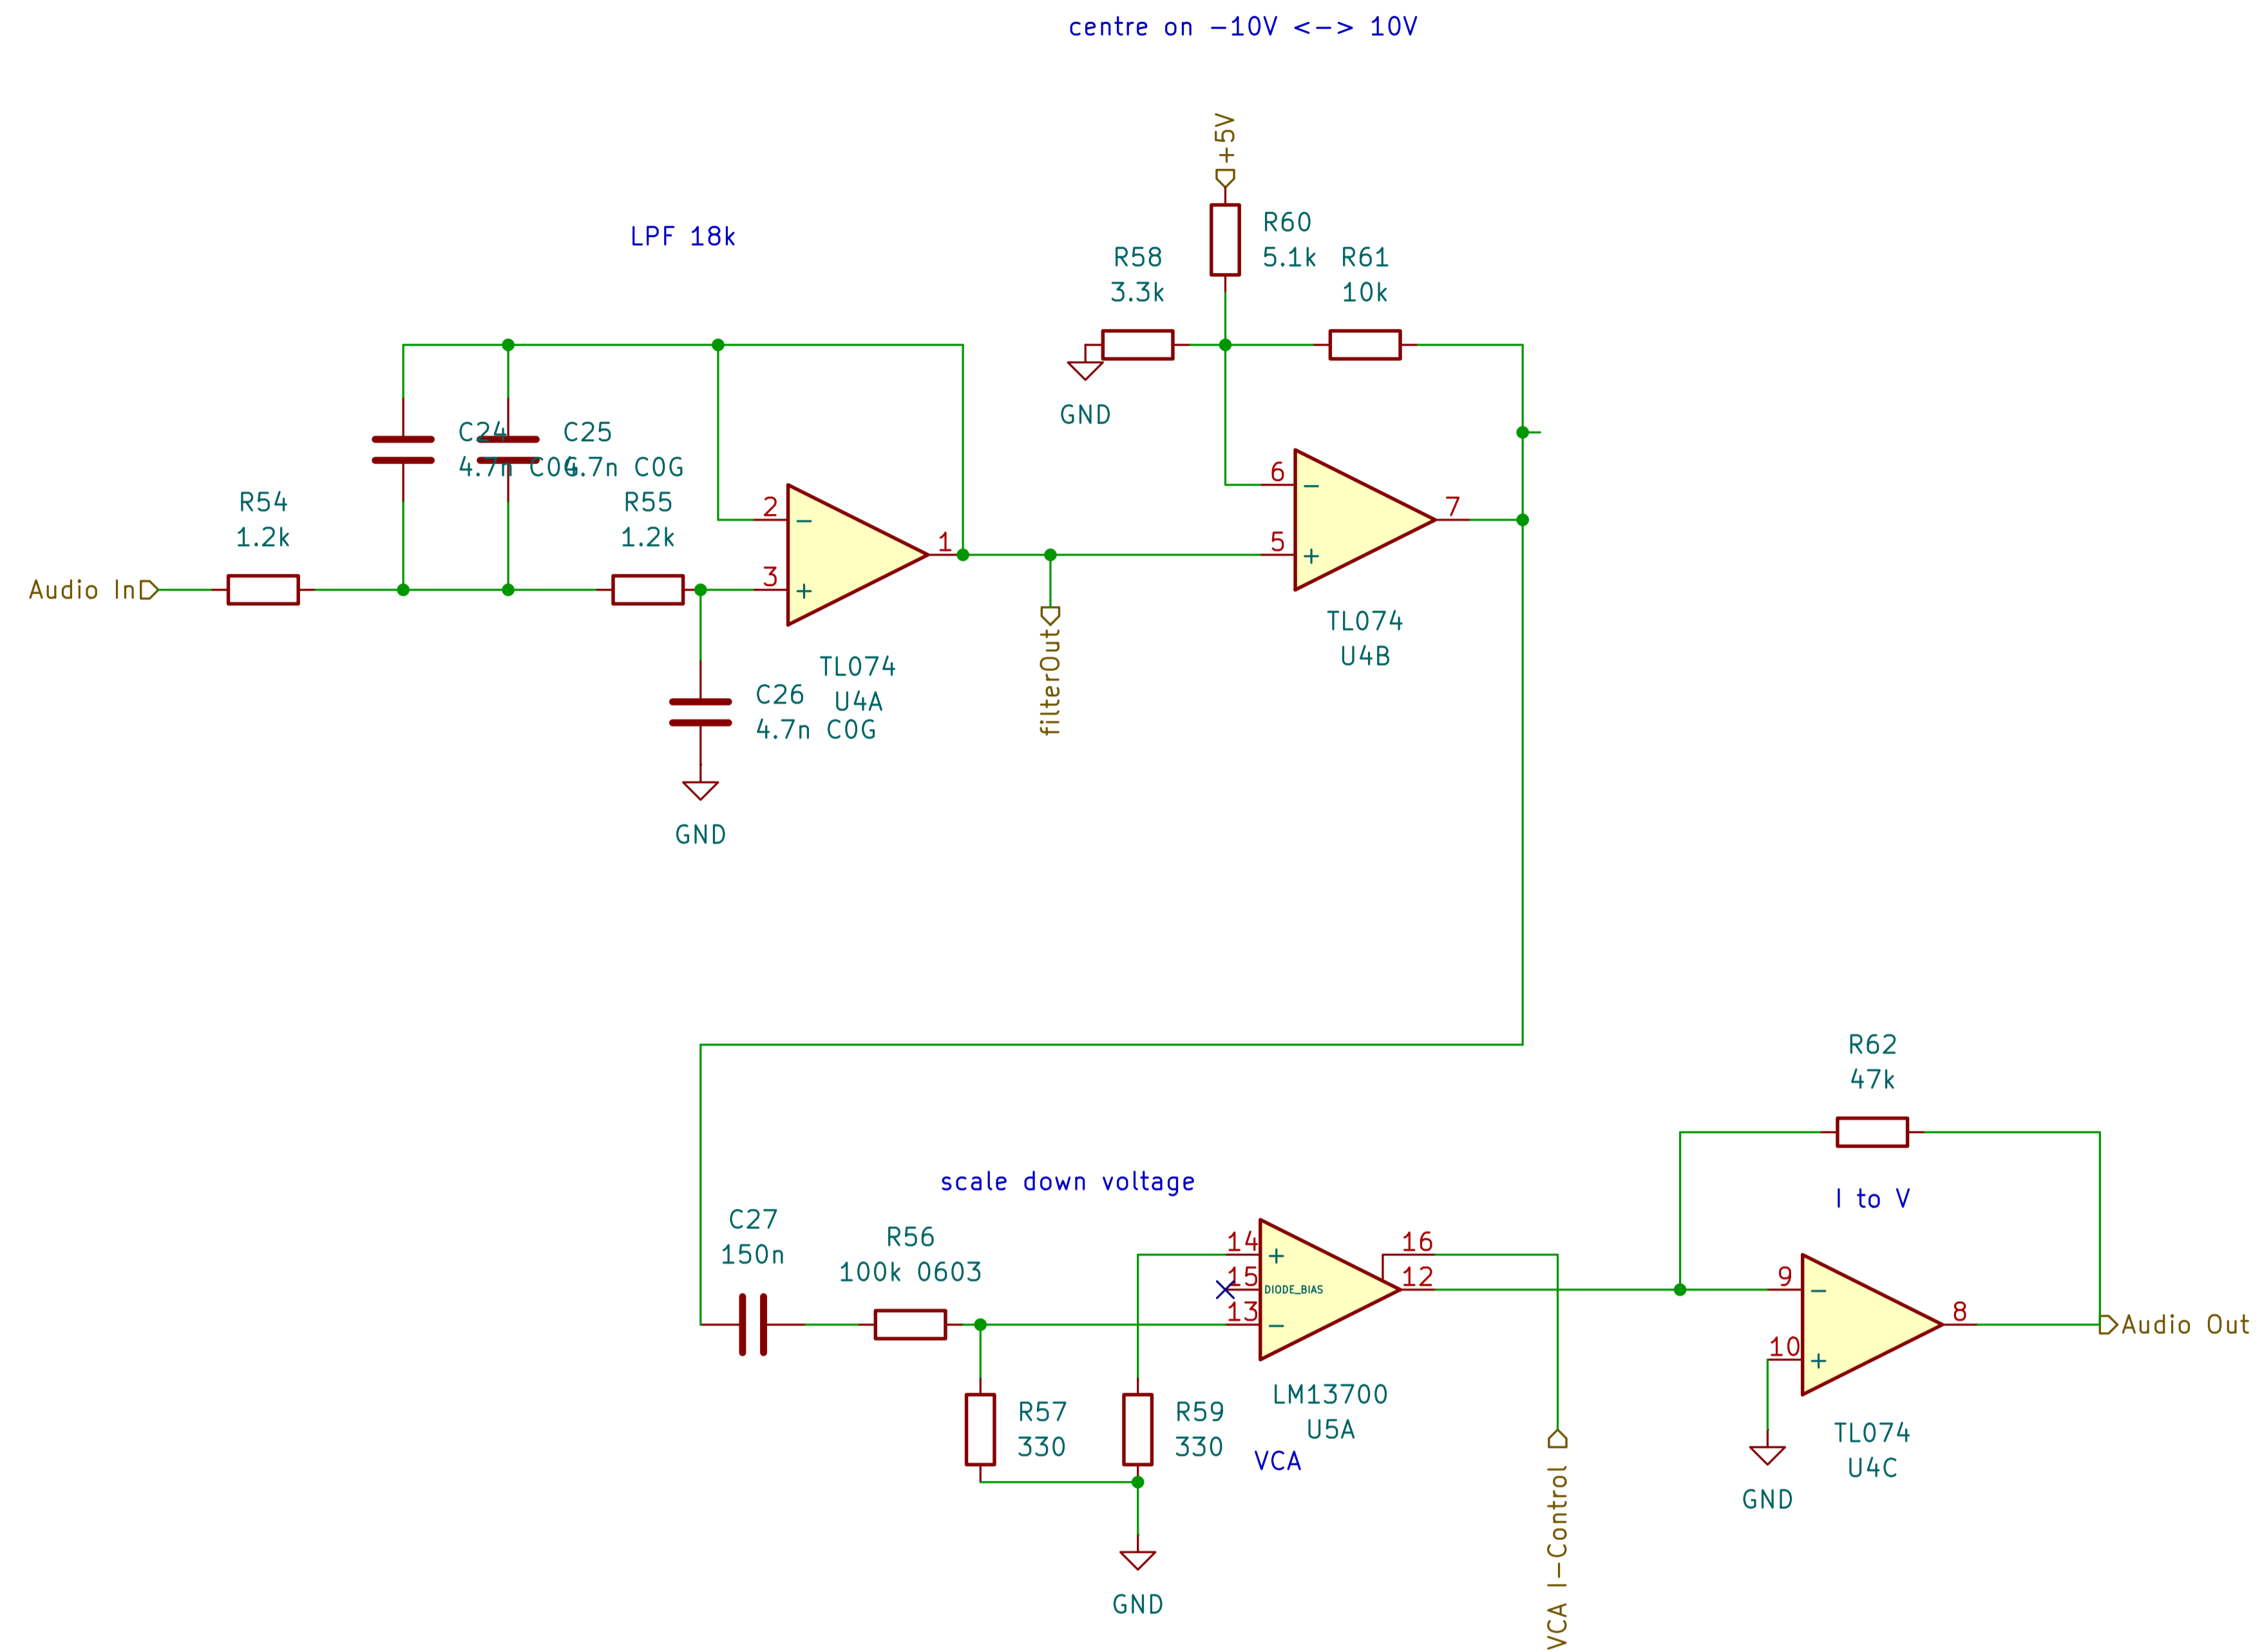 centre on -10V <-> 10V
+5V
LPF 18k
R60
5.1k
R58
3.3k
R61
10k
GND
C24
4.7n C0G
C25
4.7n C0G
R54
1.2k
R55
1.2k
Audio In
2
-
3
+
1
TL074
U4A
6
-
5
+
7
TL074
U4B
filterOut
C26
4.7n C0G
GND
R62
47k
scale down voltage
I to V
C27
150n
R56
100k 0603
14
+
15
DIODE_BIAS
13
-
16
12
LM13700
U5A
VCA
R57
330
R59
330
GND
VCA I-Control
9
-
10
+
8
Audio Out
TL074
U4C
GND